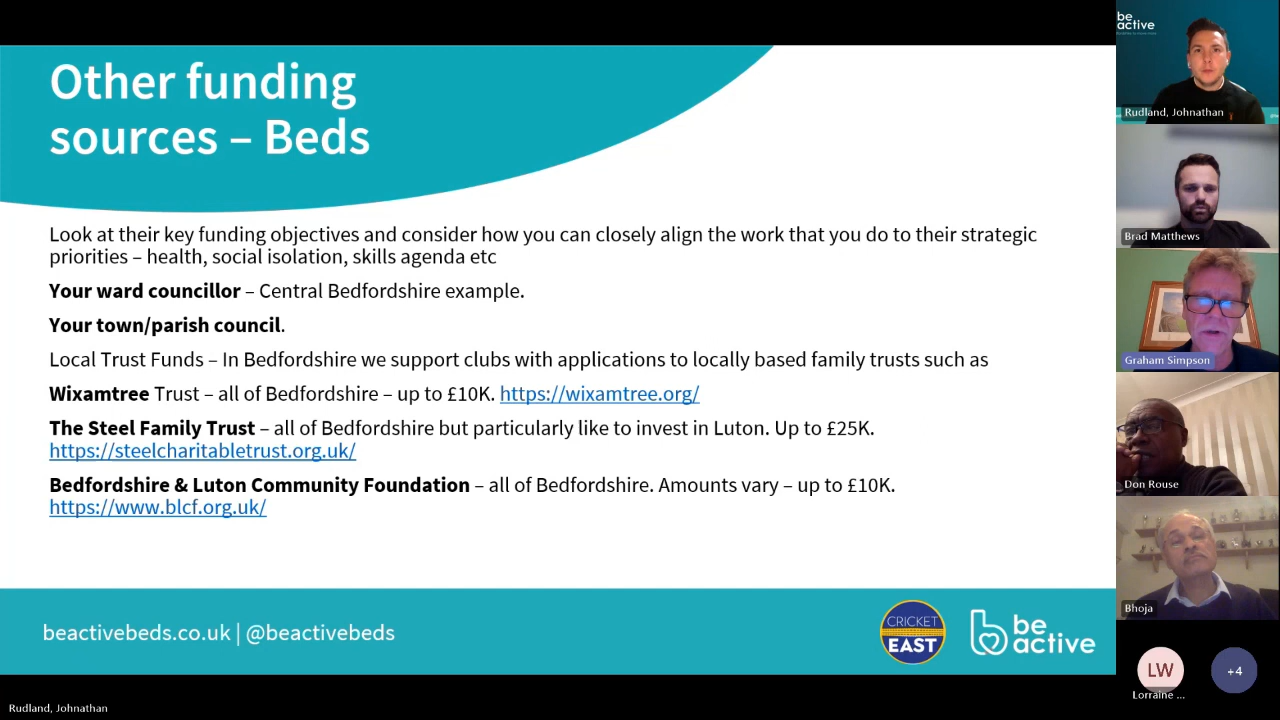 Other funding
sources – Beds
Look at their key funding objectives and consider how you can closely align the work that you do to their strategic
priorities – health, social isolation, skills agenda etc
Your ward councillor – Central Bedfordshire example.
Your town/parish council.
Local Trust Funds – In Bedfordshire we support clubs with applications to locally based family trusts such as
Wixamtree Trust – all of Bedfordshire – up to £10K. https://wixamtree.org/
The Steel Family Trust – all of Bedfordshire but particularly like to invest in Luton. Up to £25K.
https://steelcharitabletrust.org.uk/
Bedfordshire & Luton Community Foundation – all of Bedfordshire. Amounts vary – up to £10K.
https://www.blcf.org.uk/
beactivebeds.co.uk | @beactivebeds
CRICKET
EAST
be
active
Rudland, Johnathan
be
active
Rudland, Johnathan
Brad Matthews
Graham Simpson
Don Rouse
Bhoja
LW
Lorraine ...
+4